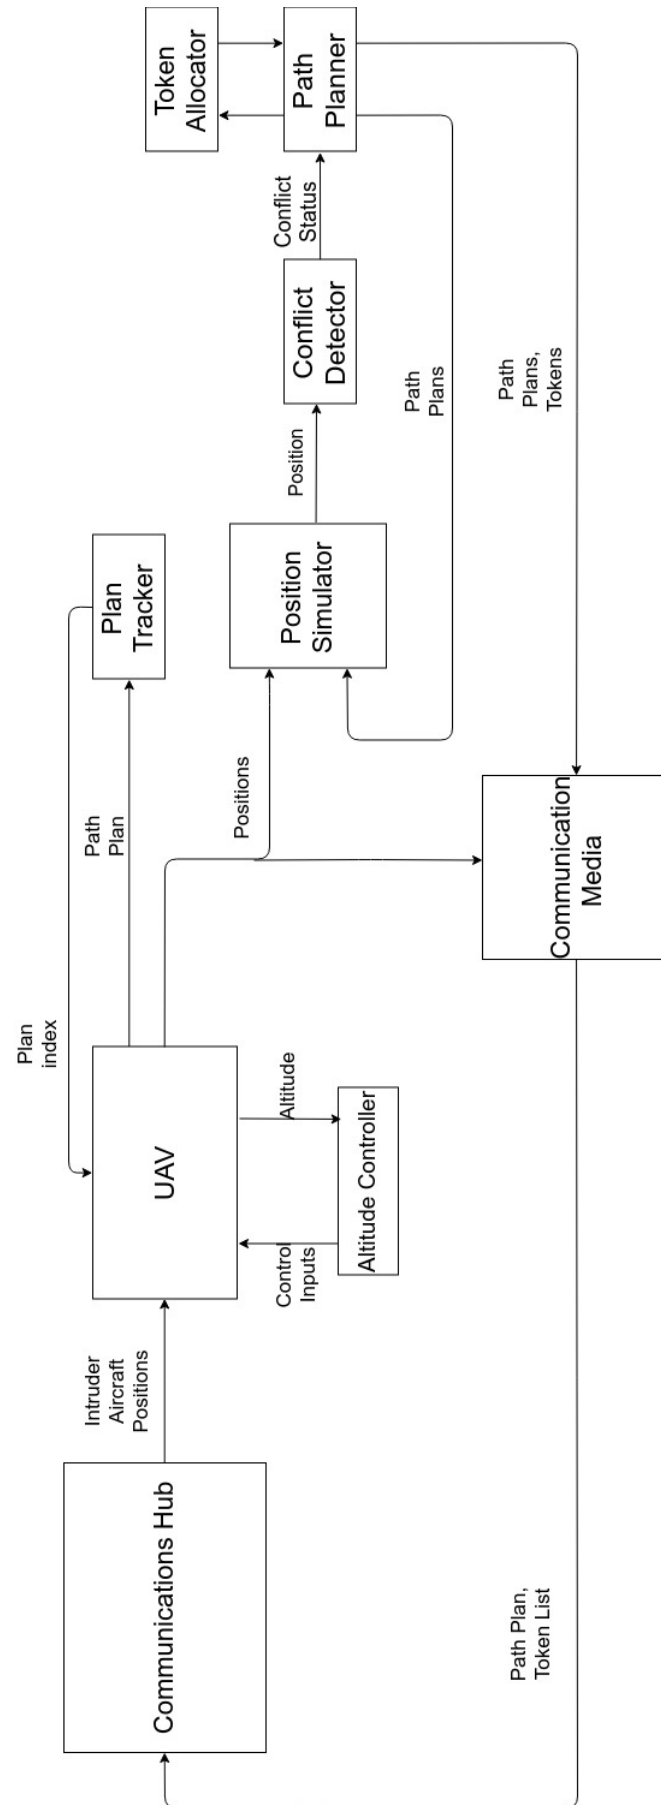 Communications Hub
Intruder
Aircraft
Positions
UAV
Plan
index
Control
Inputs
Altitude
Altitude Controller
Path
Plan
Plan
Tracker
Positions
Position
Simulator
Position
Conflict
Detector
Conflict
Status
Path
Planner
Token
Allocator
Path
Plans
Path
Plans,
Tokens
Communication
Media
Path Plan,
Token List